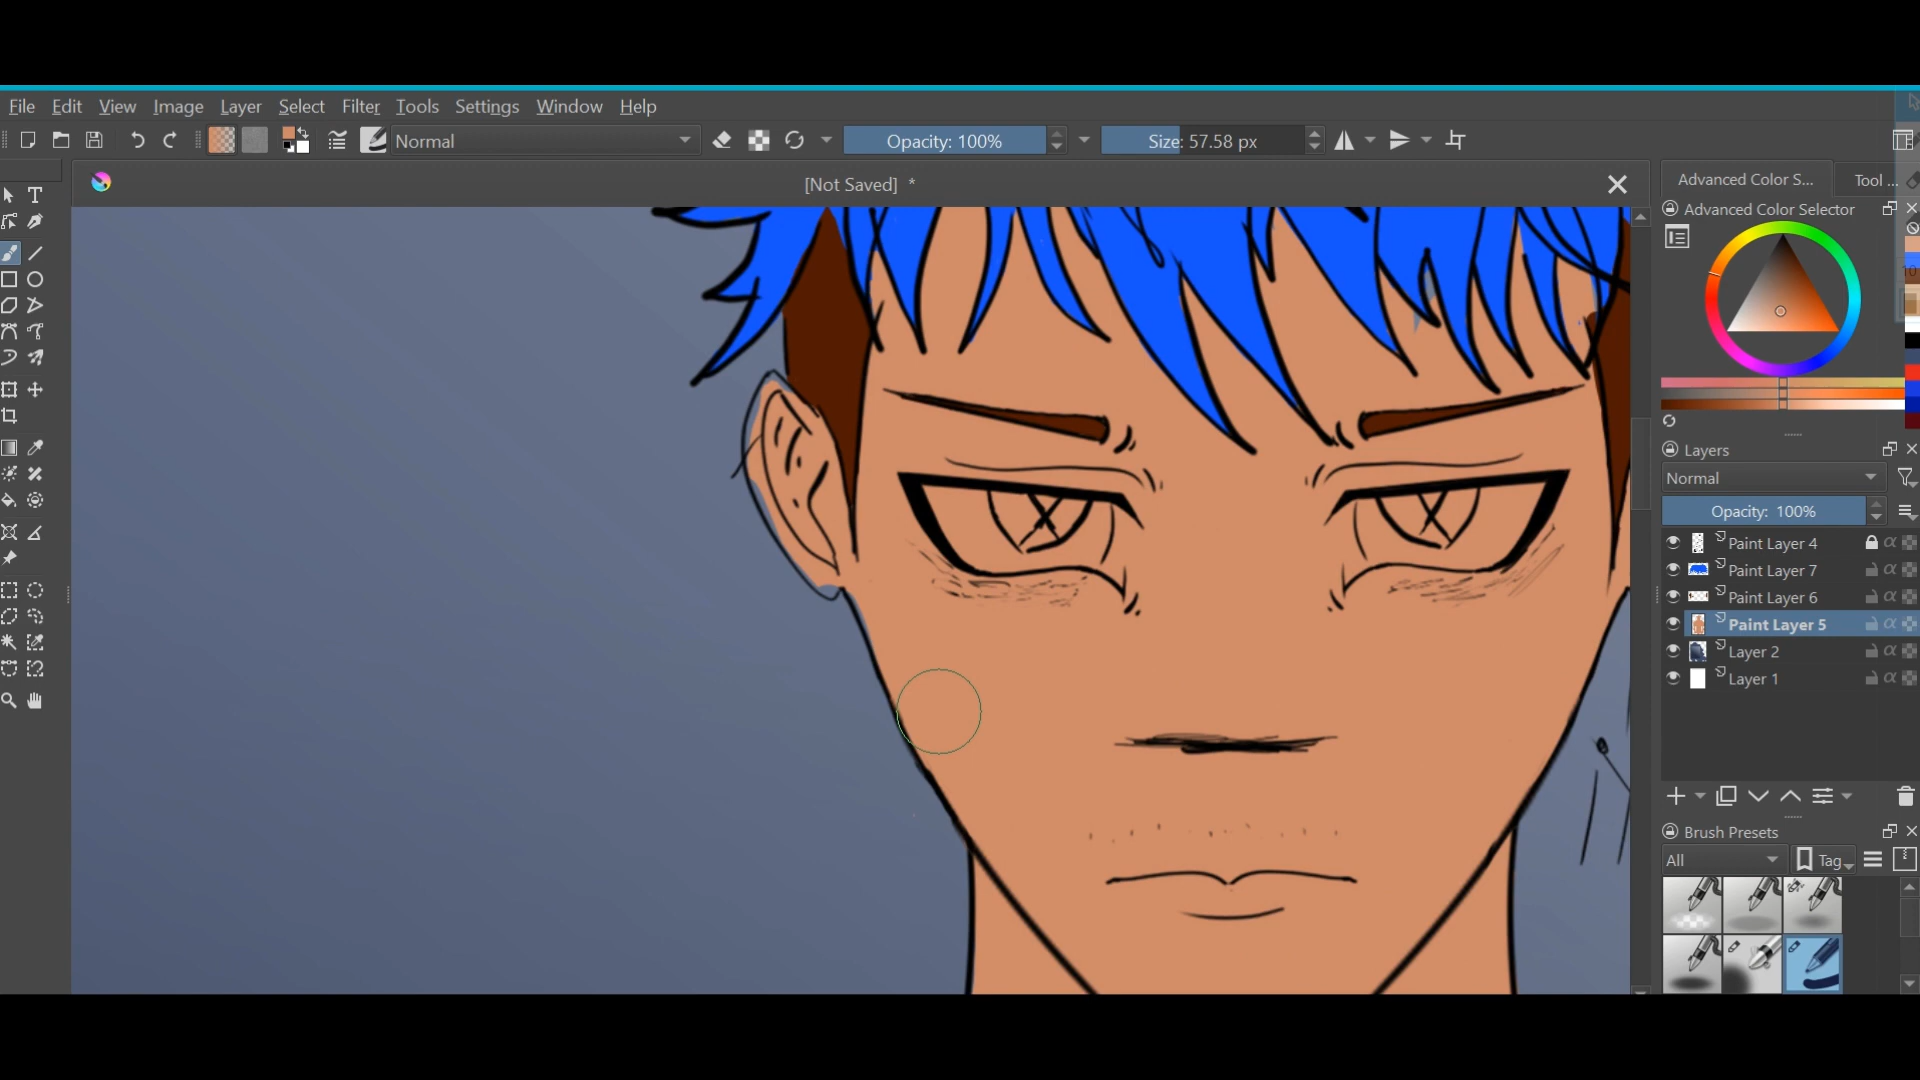 File Edit View Image Layer Select Filter Tools Settings Window Help
Normal Opacity: 100% Size: 57.58 px
[Not Saved] *
Advanced Color S... Tool ...
Advanced Color Selector
10
Layers
Normal
Opacity: 100%
Paint Layer 4
Paint Layer 7
Paint Layer 6
Paint Layer 5
Layer 2
Layer 1
Brush Presets
All Tag